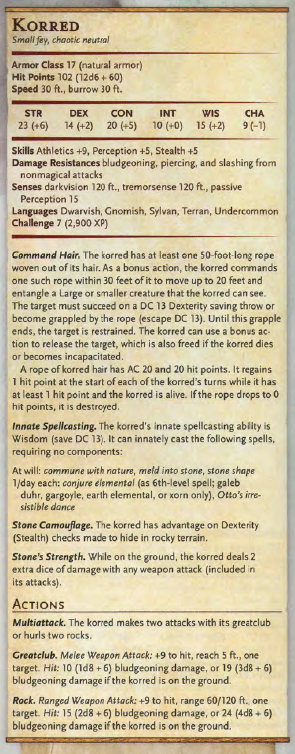 KORRED
Small fey, chaotic neutral
Armor Class 17 (natural armor)
Hit Points 102 (12d6 + 60)
Speed 30 ft., burrow 30 ft.
STR DEX CON INT WIS CHA
23 (+6) 14 (+2) 20 (+5) 10 (+0) 15 (+2) 9 (−1)
Skills Athletics +9, Perception +5, Stealth +5
Damage Resistances bludgeoning, piercing, and slashing from
nonmagical attacks
Senses darkvision 120 ft., tremorsense 120 ft., passive
Perception 15
Languages Dwarvish, Gnomish, Sylvan, Terran, Undercommon
Challenge 7 (2,900 XP)
Command Hair. The korred has at least one 50-foot-long rope
woven out of its hair. As a bonus action, the korred commands
one such rope within 30 feet of it to move up to 20 feet and
entangle a Large or smaller creature that the korred can see.
The target must succeed on a DC 13 Dexterity saving throw or
become grappled by the rope (escape DC 13). Until this grapple
ends, the target is restrained. The korred can use a bonus ac-
tion to release the target, which is also freed if the korred dies
or becomes incapacitated.
A rope of korred hair has AC 20 and 20 hit points. It regains
1 hit point at the start of each of the korred's turns while it has
at least 1 hit point and the korred is alive. If the rope drops to 0
hit points, it is destroyed.
Innate Spellcasting. The korred's innate spellcasting ability is
Wisdom (save DC 13). It can innately cast the following spells,
requiring no components:
At will: commune with nature, meld into stone, stone shape
1/day each: conjure elemental (as 6th-level spell; galeb
duhr, gargoyle, earth elemental, or xorn only), Otto's irre-
sistible dance
Stone Camouflage. The korred has advantage on Dexterity
(Stealth) checks made to hide in rocky terrain.
Stone's Strength. While on the ground, the korred deals 2
extra dice of damage with any weapon attack (included in
its attacks).
ACTIONS
Multiattack. The korred makes two attacks with its greatclub
or hurls two rocks.
Greatclub. Melee Weapon Attack: +9 to hit, reach 5 ft., one
target. Hit: 10 (1d8 + 6) bludgeoning damage, or 19 (3d8 + 6)
bludgeoning damage if the korred is on the ground.
Rock. Ranged Weapon Attack: +9 to hit, range 60/120 ft., one
target. Hit: 15 (2d8 + 6) bludgeoning damage, or 24 (4d8 + 6)
bludgeoning damage if the korred is on the ground.